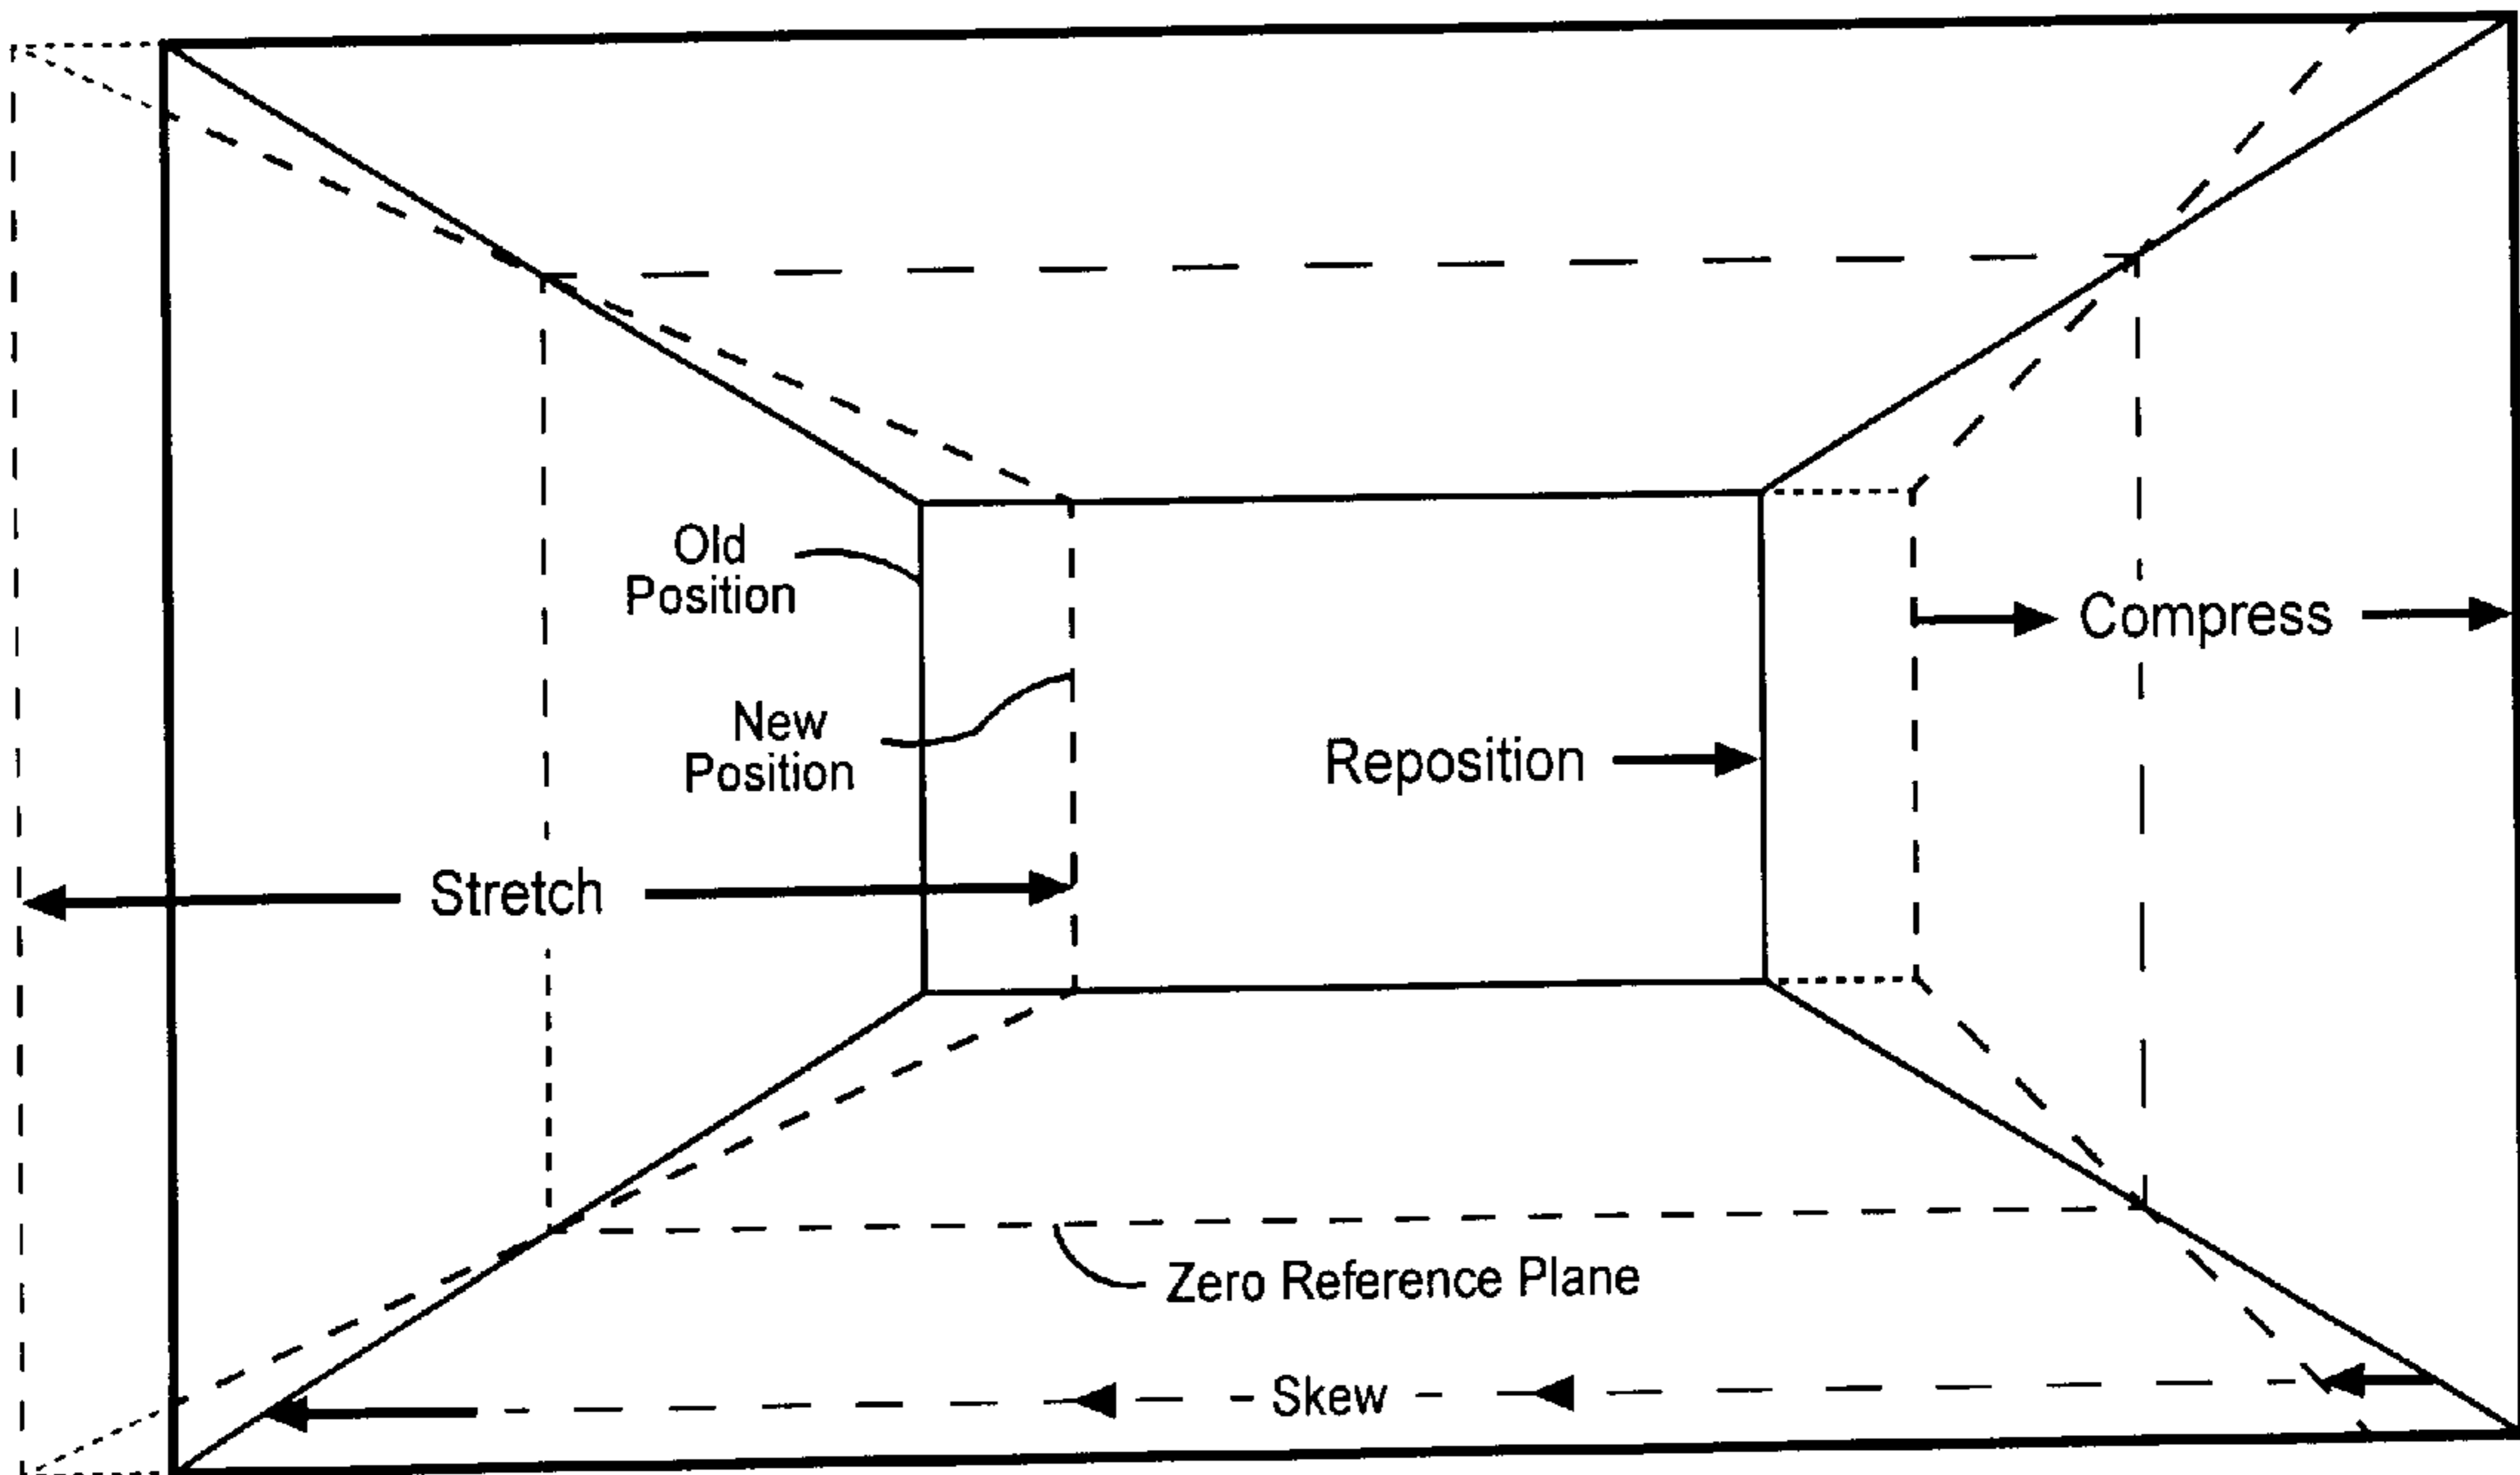 Old
Position
Compress
New
Position
Reposition
Stretch
Zero Reference Plane
Skew